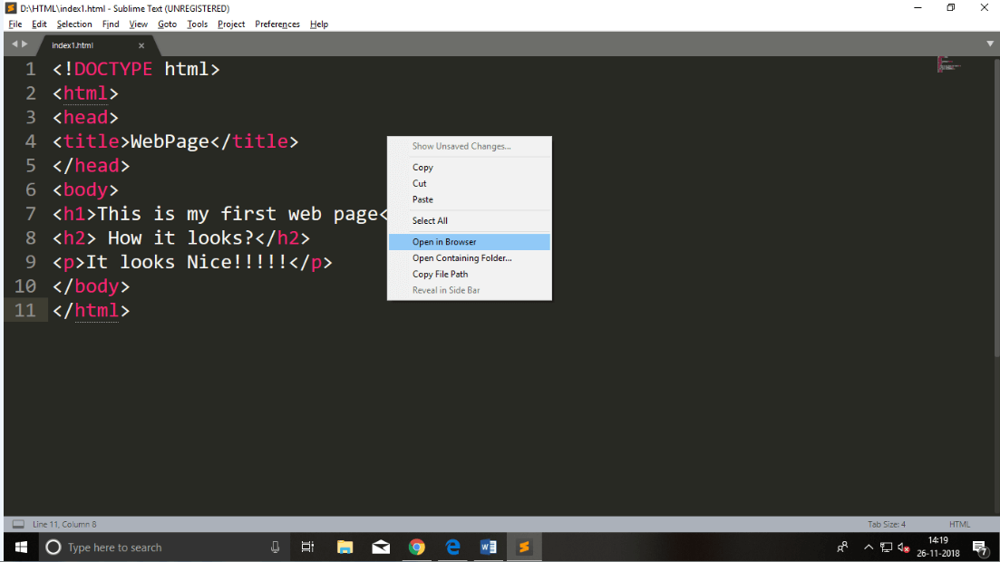 D:\HTML\index1.html - Sublime Text (UNREGISTERED)
File Edit Selection Find View Goto Tools Project Preferences Help
index1.html
1 <!DOCTYPE html>
2 <html>
3 <head>
4 <title>WebPage</title>
5 </head>
6 <body>
7 <h1>This is my first web page<
8 <h2> How it looks?</h2>
9 <p>It looks Nice!!!!!</p>
10 </body>
11 </html>
Show Unsaved Changes...
Copy
Cut
Paste
Select All
Open in Browser
Open Containing Folder...
Copy File Path
Reveal in Side Bar
Line 11, Column 8 Tab Size: 4 HTML
Type here to search
14:19
26-11-2018
7